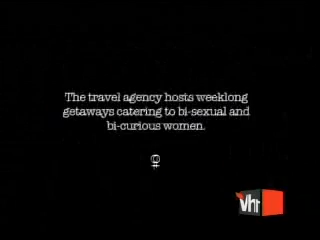 The travel agency hosts weeklong
getaways catering to bi-sexual and
bi-curious women.
vh1